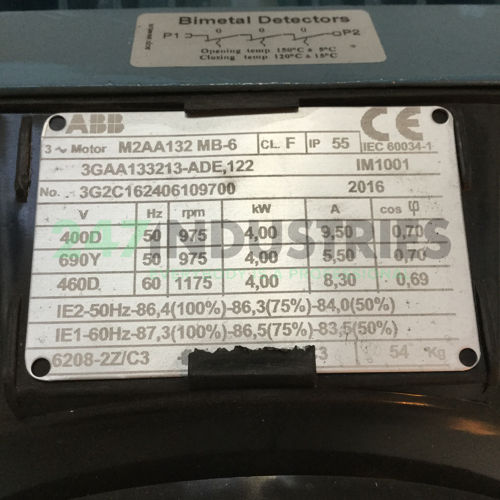 Bimetal Detectors
P1 θ θ θ P2
Opening temp 150°C ± 5°C
Closing temp 120°C ± 15°C
ABB CE
3~ Motor M2AA132 MB-6 CL. F IP 55 IEC 60034-1
3GAA133213-ADE,122 IM1001
No. 3G2C162406109700 2016
V Hz rpm kW A cos φ
400D 50 975 4,00 9,50 0,70
690Y 50 975 4,00 5,50 0,70
460D 60 1175 4,00 8,30 0,69
247 INDUSTRIES
IE2-50Hz-86,4(100%)-86,3(75%)-84,0(50%)
IE1-60Hz-87,3(100%)-86,5(75%)-83,5(50%)
6208-2Z/C3 54 Kg